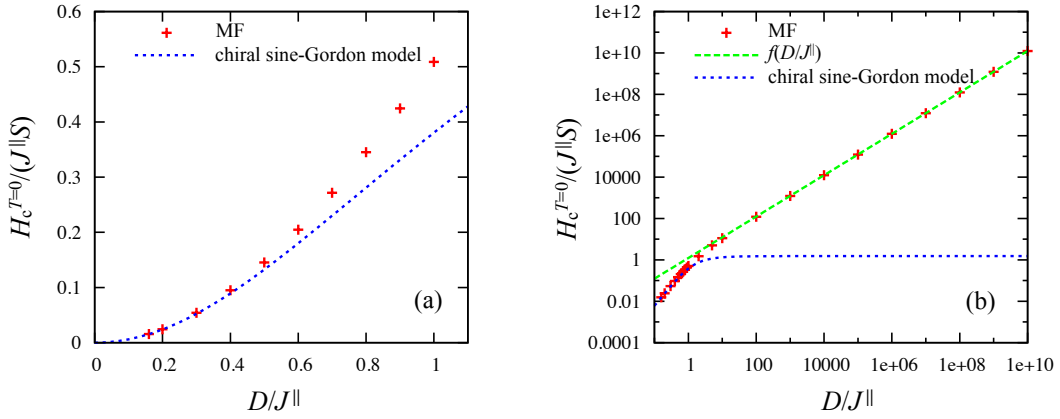 MF
chiral sine-Gordon model
0.6
0.5
0.4
0.3
0.2
0.1
0
H_c^{T=0}/(J^{||}S)
(a)
0 0.2 0.4 0.6 0.8 1
D/J^{||}
MF
f(D/J^{||})
chiral sine-Gordon model
1e+12
1e+10
1e+08
1e+06
10000
100
1
0.01
0.0001
H_c^{T=0}/(J^{||}S)
(b)
1 100 10000 1e+06 1e+08 1e+10
D/J^{||}